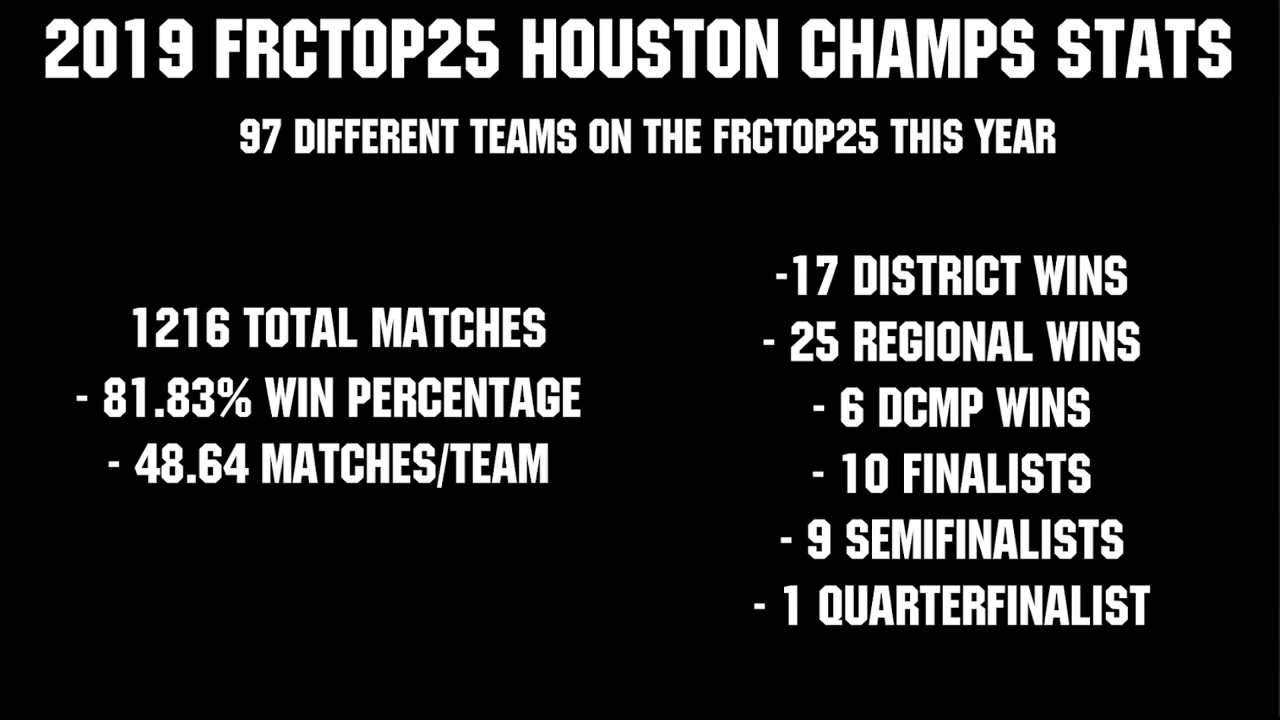 2019 FRCTOP25 HOUSTON CHAMPS STATS
97 DIFFERENT TEAMS ON THE FRCTOP25 THIS YEAR
1216 TOTAL MATCHES
- 81.83% WIN PERCENTAGE
- 48.64 MATCHES/TEAM
-17 DISTRICT WINS
- 25 REGIONAL WINS
- 6 DCMP WINS
- 10 FINALISTS
- 9 SEMIFINALISTS
- 1 QUARTERFINALIST